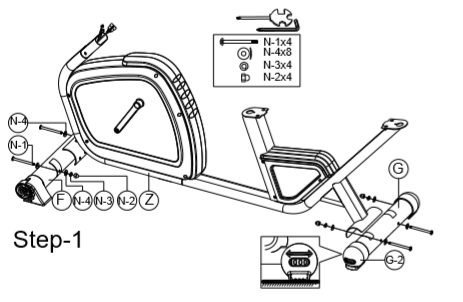 N-1x4
N-4x8
N-3x4
N-2x4
N-4
N-1
F
N-4
N-3
N-2
Z
G
G-2
Step-1